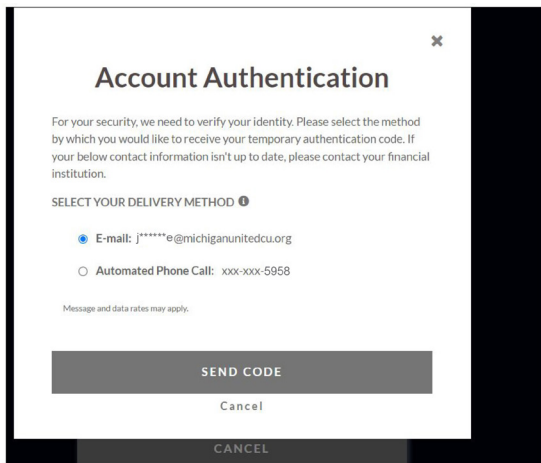 ✖
Account Authentication
For your security, we need to verify your identity. Please select the method
by which you would like to receive your temporary authentication code. If
your below contact information isn't up to date, please contact your financial
institution.
SELECT YOUR DELIVERY METHOD
E-mail: j******e@michiganunitedcu.org
Automated Phone Call: xxx-xxx-5958
Message and data rates may apply.
SEND CODE
Cancel
CANCEL